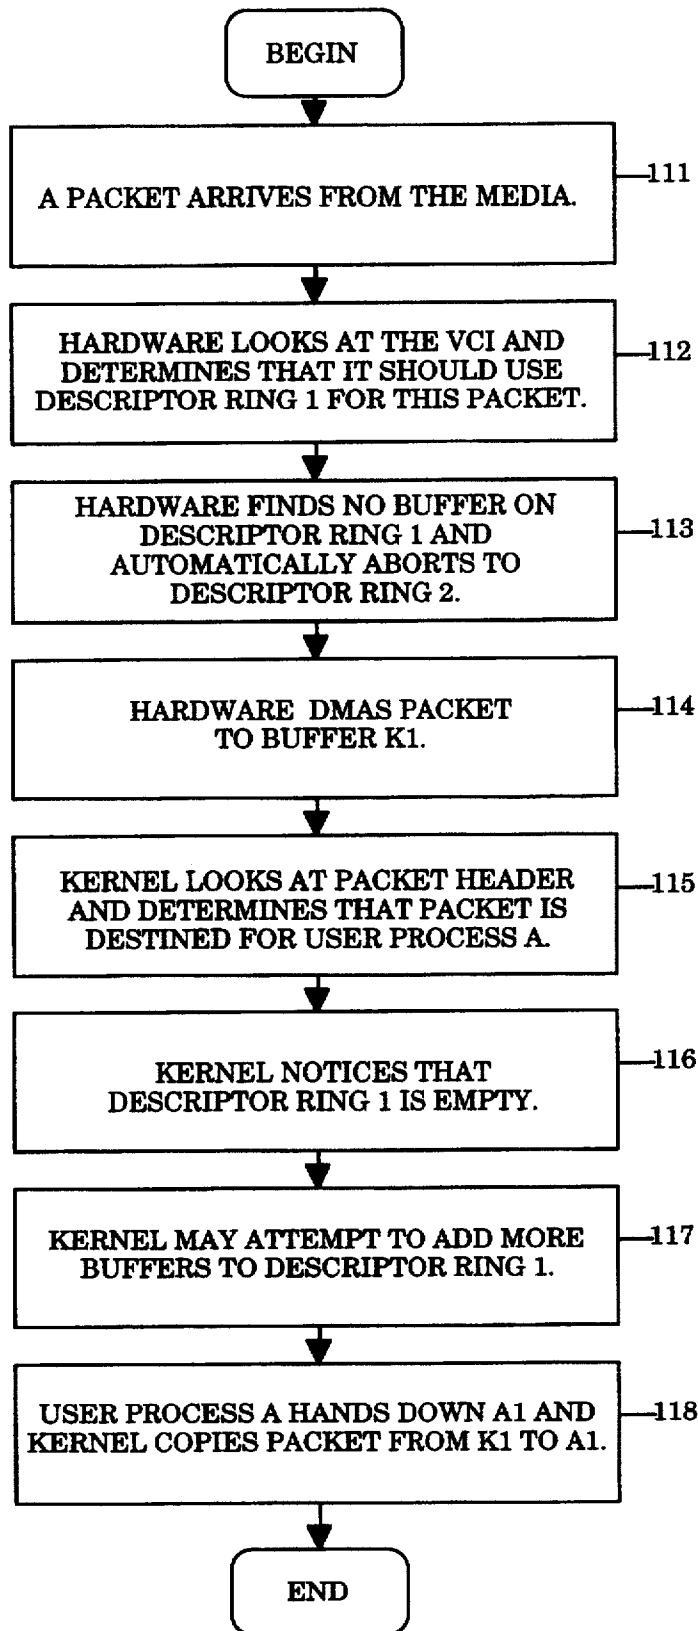 BEGIN
A PACKET ARRIVES FROM THE MEDIA.
111
HARDWARE LOOKS AT THE VCI AND
DETERMINES THAT IT SHOULD USE
DESCRIPTOR RING 1 FOR THIS PACKET.
112
HARDWARE FINDS NO BUFFER ON
DESCRIPTOR RING 1 AND
AUTOMATICALLY ABORTS TO
DESCRIPTOR RING 2.
113
HARDWARE DMAS PACKET
TO BUFFER K1.
114
KERNEL LOOKS AT PACKET HEADER
AND DETERMINES THAT PACKET IS
DESTINED FOR USER PROCESS A.
115
KERNEL NOTICES THAT
DESCRIPTOR RING 1 IS EMPTY.
116
KERNEL MAY ATTEMPT TO ADD MORE
BUFFERS TO DESCRIPTOR RING 1.
117
USER PROCESS A HANDS DOWN A1 AND
KERNEL COPIES PACKET FROM K1 TO A1.
118
END